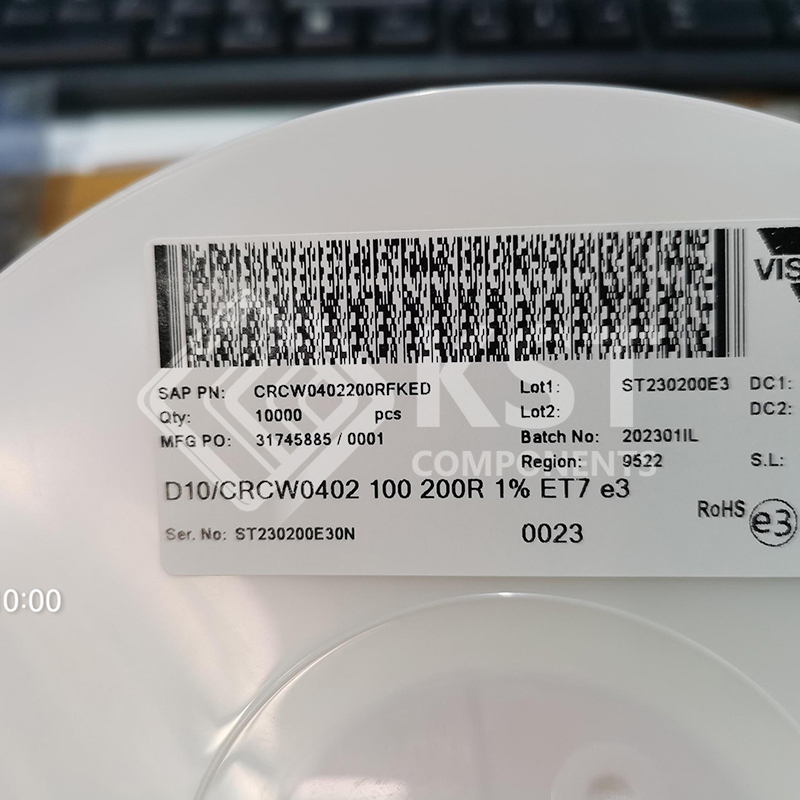 VIS
SAP PN: CRCW0402200RFKED Lot1: ST230200E3 DC1:
Qty: 10000 pcs Lot2: DC2:
MFG PO: 31745885 / 0001 Batch No: 202301IL
Region: 9522 S.L:
D10/CRCW0402 100 200R 1% ET7 e3
RoHS e3
Ser. No: ST230200E30N 0023
KST
COMPONENTS
0:00